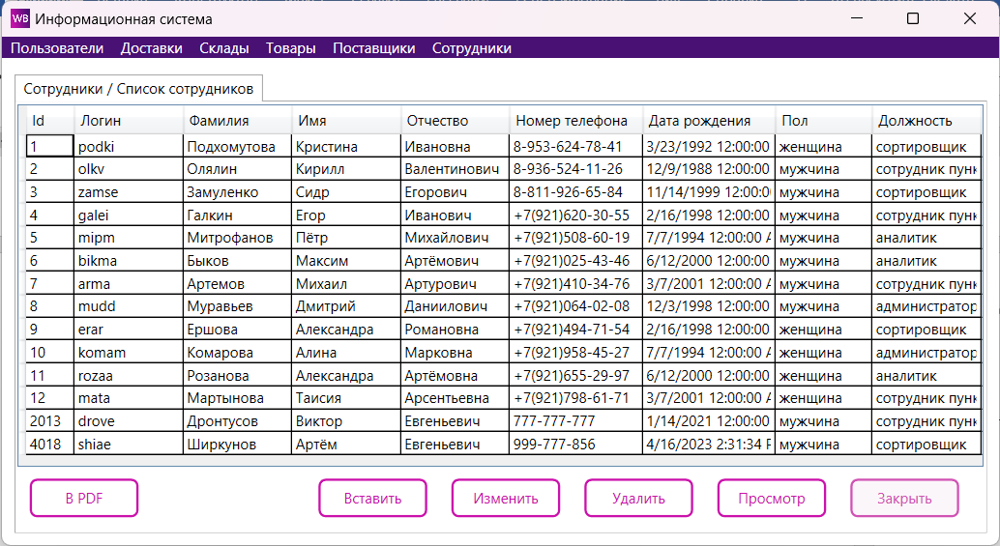 WB Информационная система
Пользователи Доставки Склады Товары Поставщики Сотрудники
Сотрудники / Список сотрудников
Id Логин Фамилия Имя Отчество Номер телефона Дата рождения Пол Должность
1 podki Подхомутова Кристина Ивановна 8-953-624-78-41 3/23/1992 12:00:00 женщина сортировщик
2 olkv Олялин Кирилл Валентинович 8-936-524-11-26 12/9/1988 12:00:00 мужчина сотрудник пунк
3 zamse Замуленко Сидр Егорович 8-811-926-65-84 11/14/1999 12:00:0 мужчина сортировщик
4 galei Галкин Егор Иванович +7(921)620-30-55 2/16/1998 12:00:00 мужчина сотрудник пунк
5 mipm Митрофанов Пётр Михайлович +7(921)508-60-19 7/7/1994 12:00:00 A мужчина аналитик
6 bikma Быков Максим Артёмович +7(921)025-43-46 6/12/2000 12:00:00 мужчина аналитик
7 arma Артемов Михаил Артурович +7(921)410-34-76 3/7/2001 12:00:00 A мужчина сотрудник пунк
8 mudd Муравьев Дмитрий Даниилович +7(921)064-02-08 12/3/1998 12:00:00 мужчина администратор
9 erar Ершова Александра Романовна +7(921)494-71-54 2/16/1998 12:00:00 женщина сортировщик
10 komam Комарова Алина Марковна +7(921)958-45-27 7/7/1994 12:00:00 A женщина администратор
11 rozaa Розанова Александра Артёмовна +7(921)655-29-97 6/12/2000 12:00:00 женщина аналитик
12 mata Мартынова Таисия Арсентьевна +7(921)798-61-71 3/7/2001 12:00:00 A женщина сотрудник пунк
2013 drove Дронтусов Виктор Евгеньевич 777-777-777 1/14/2021 12:00:00 мужчина сотрудник пунк
4018 shiae Ширкунов Артём Евгеньевич 999-777-856 4/16/2023 2:31:34 P мужчина сортировщик
В PDF Вставить Изменить Удалить Просмотр Закрыть